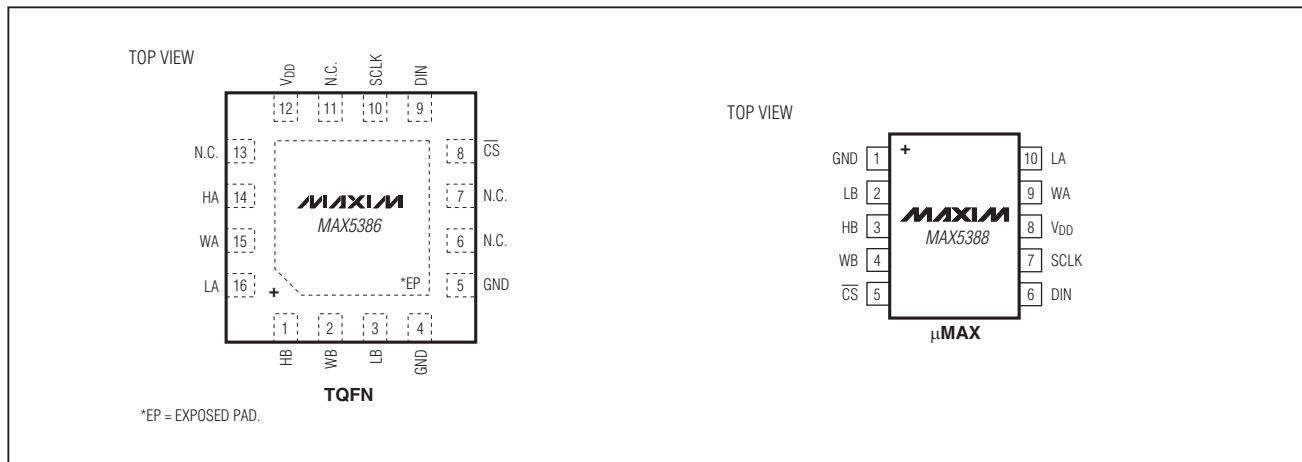 TOP VIEW
V_DD
N.C.
SCLK
DIN
12
11
10
9
N.C. 13
HA 14
WA 15
LA 16
8 C̅S̅
7 N.C.
6 N.C.
5 GND
MAXIM
MAX5386
*EP
+
1
2
3
4
HB
WB
LB
GND
TQFN
*EP = EXPOSED PAD.
TOP VIEW
+
GND 1
LB 2
HB 3
WB 4
C̅S̅ 5
10 LA
9 WA
8 V_DD
7 SCLK
6 DIN
MAXIM
MAX5388
μMAX